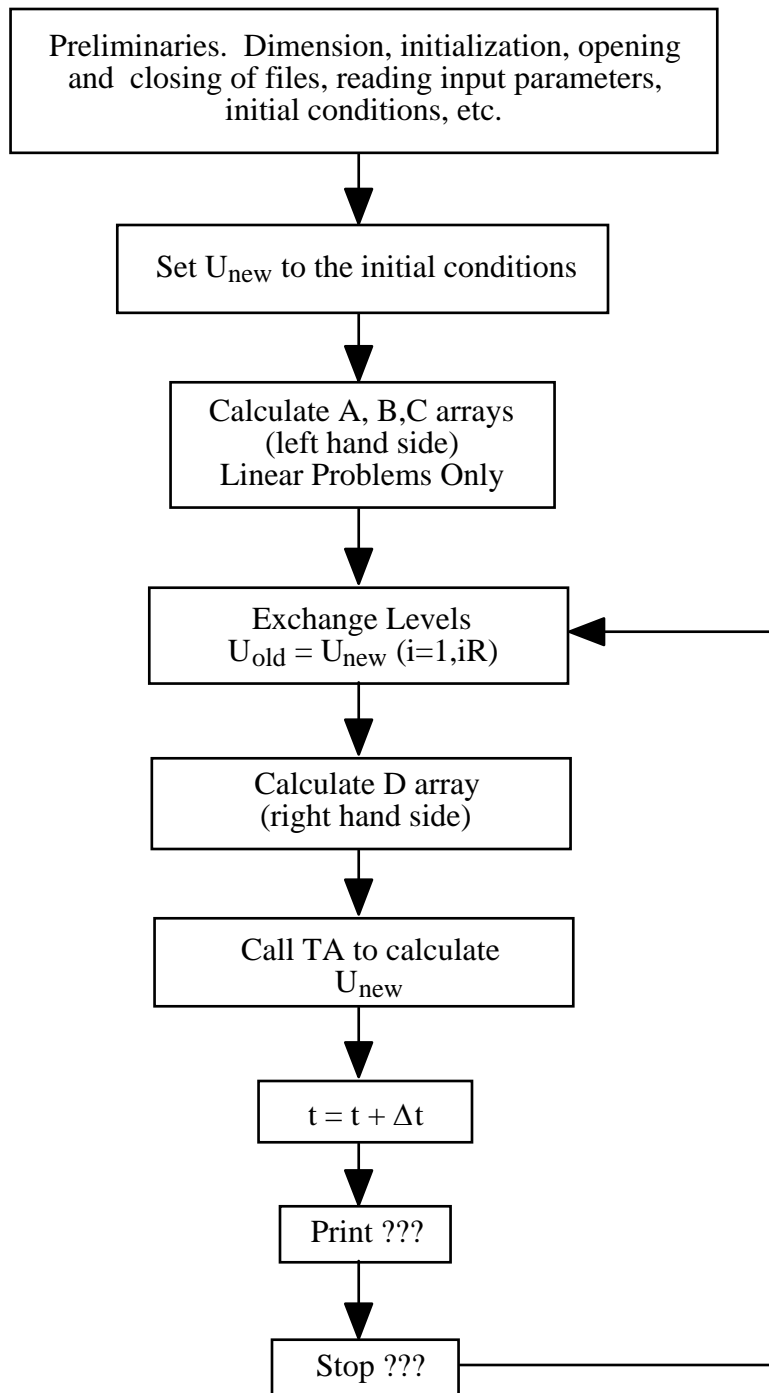 Preliminaries. Dimension, initialization, opening
and closing of files, reading input parameters,
initial conditions, etc.
Set Unew to the initial conditions
Calculate A, B,C arrays
(left hand side)
Linear Problems Only
Exchange Levels
Uold = Unew (i=1,iR)
Calculate D array
(right hand side)
Call TA to calculate
Unew
t = t + Δt
Print ???
Stop ???